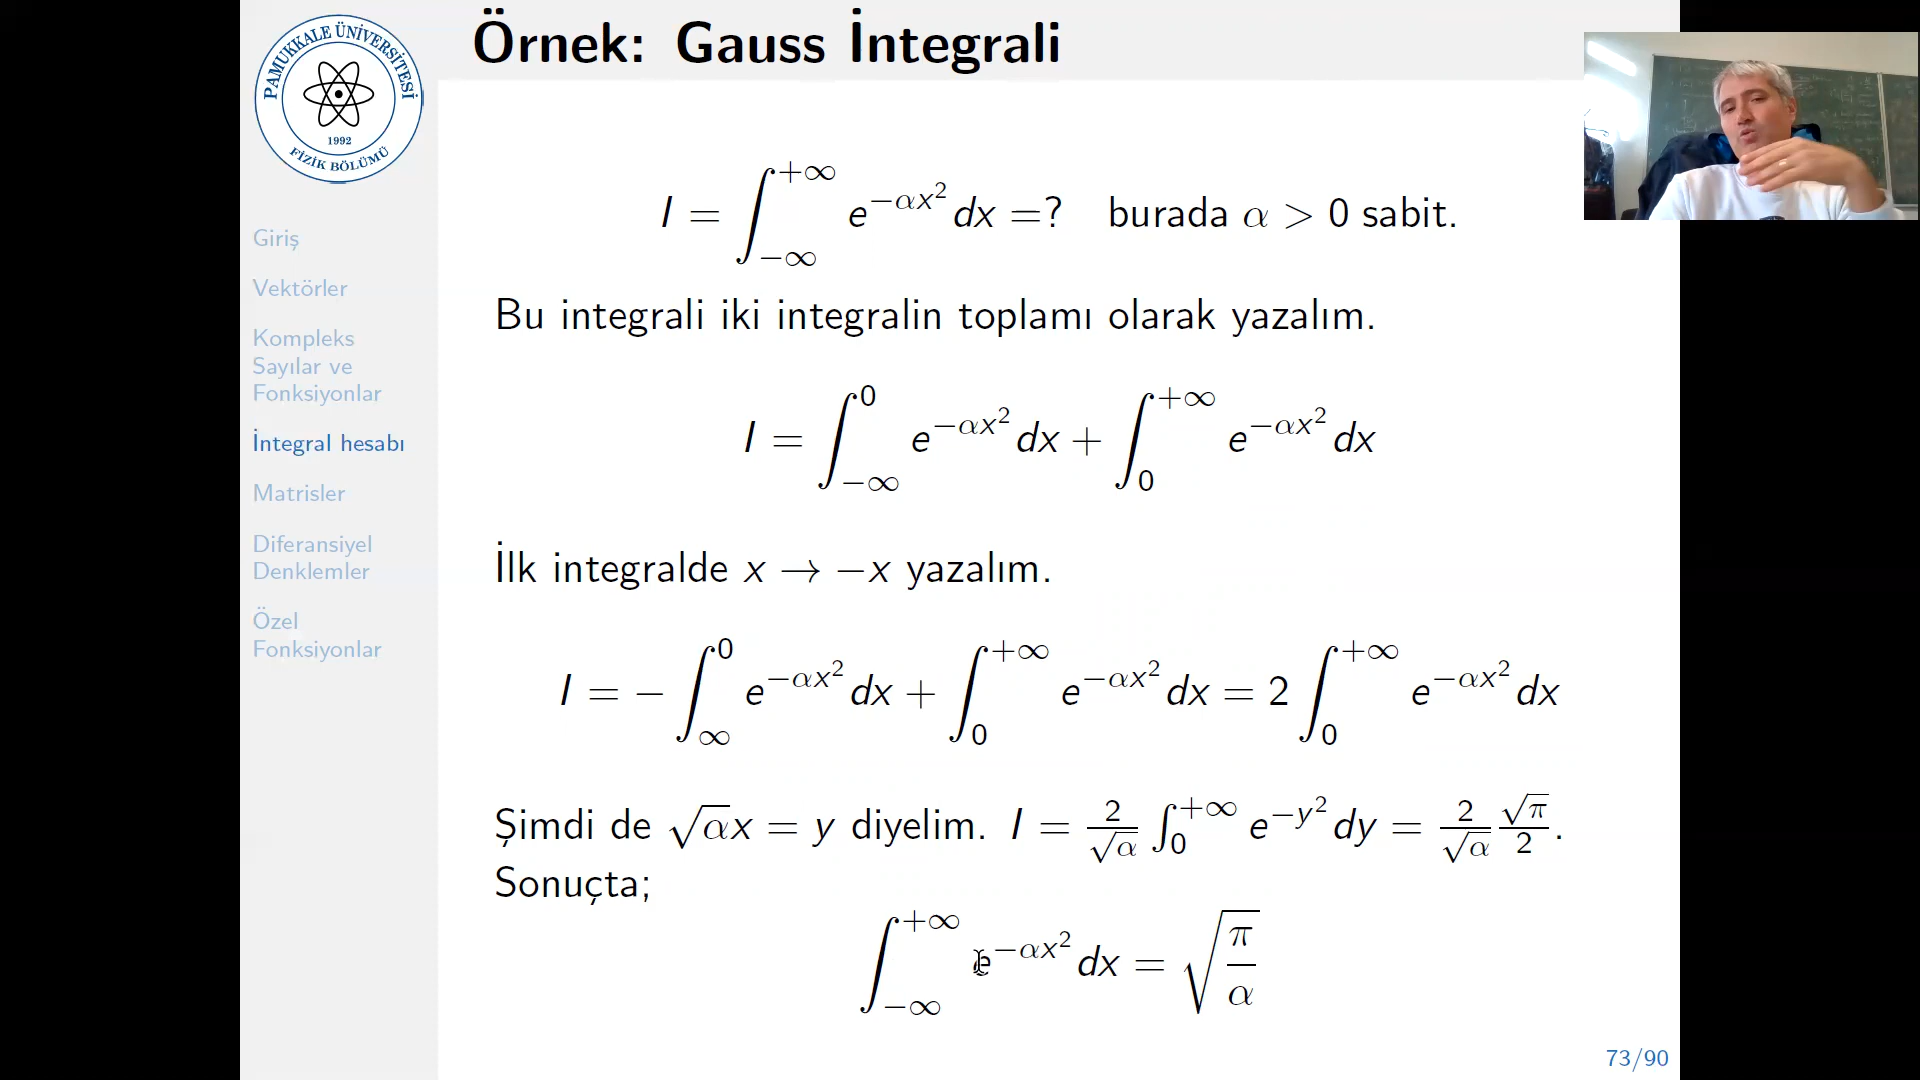 PAMUKKALE ÜNİVERSİTESİ
1992
FİZİK BÖLÜMÜ
Örnek: Gauss İntegrali
Giriş
Vektörler
Kompleks
Sayılar ve
Fonksiyonlar
İntegral hesabı
Matrisler
Diferansiyel
Denklemler
Özel
Fonksiyonlar
I = ∫_{−∞}^{+∞} e^{−αx²} dx =? burada α > 0 sabit.
Bu integrali iki integralin toplamı olarak yazalım.
I = ∫_{−∞}^{0} e^{−αx²} dx + ∫_{0}^{+∞} e^{−αx²} dx
İlk integralde x → −x yazalım.
I = − ∫_{∞}^{0} e^{−αx²} dx + ∫_{0}^{+∞} e^{−αx²} dx = 2 ∫_{0}^{+∞} e^{−αx²} dx
Şimdi de √αx = y diyelim. I = 2/√α ∫_{0}^{+∞} e^{−y²} dy = 2/√α √π/2.
Sonuçta;
∫_{−∞}^{+∞} e^{−αx²} dx = √(π/α)
73/90